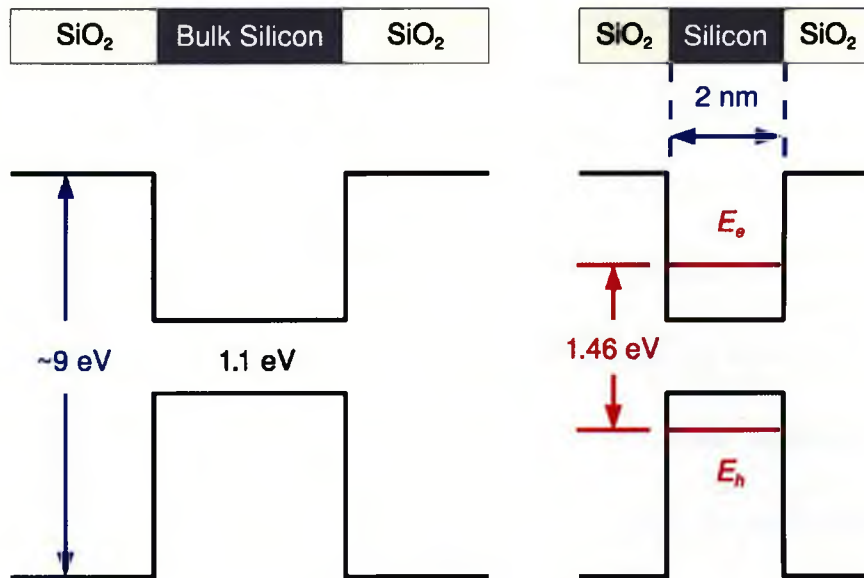 SiO₂ Bulk Silicon SiO₂
SiO₂ Silicon SiO₂
2 nm
Eₑ
~9 eV
1.1 eV
1.46 eV
Eₕ